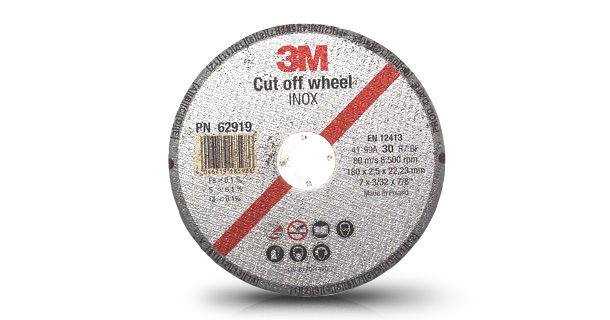 3M
Cut off wheel
INOX
PN 62919
EN 12413
41 99A 30 R7BF
80 m/s 8.500 rpm
180 x 2,5 x 22,23 mm
7 x 3/32 x 7/8"
Made in Poland
Fe < 0.1 %
S < 0.1 %
Cl < 0.1%